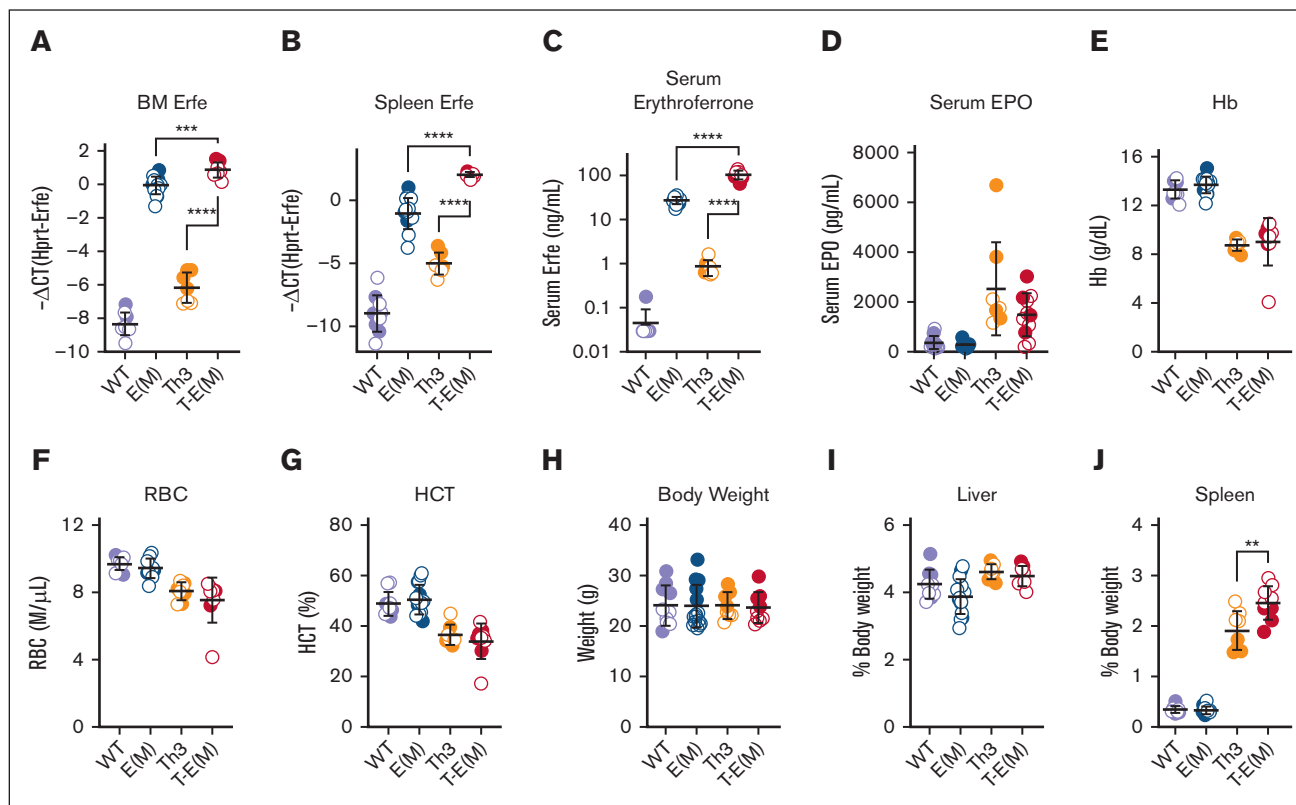 A
BM Erfe
-ΔCT(Hprt-Erfe)
2
0
−2
−4
−6
−8
−10
***
****
WT
E(M)
Th3
T-E(M)
B
Spleen Erfe
-ΔCT(Hprt-Erfe)
0
−5
−10
****
****
WT
E(M)
Th3
T-E(M)
C
Serum
Erythroferrone
Serum Erfe (ng/mL)
100
10
1
0.1
0.01
****
****
WT
E(M)
Th3
T-E(M)
D
Serum EPO
Serum EPO (pg/mL)
8000
6000
4000
2000
0
WT
E(M)
Th3
T-E(M)
E
Hb
Hb (g/dL)
16
12
8
4
0
WT
E(M)
Th3
T-E(M)
F
RBC
RBC (M/μL)
12
8
4
0
WT
E(M)
Th3
T-E(M)
G
HCT
HCT (%)
80
60
40
20
0
WT
E(M)
Th3
T-E(M)
H
Body Weight
Weight (g)
40
30
20
10
0
WT
E(M)
Th3
T-E(M)
I
Liver
% Body weight
6
4
2
0
WT
E(M)
Th3
T-E(M)
J
Spleen
% Body weight
4
3
2
1
0
**
WT
E(M)
Th3
T-E(M)